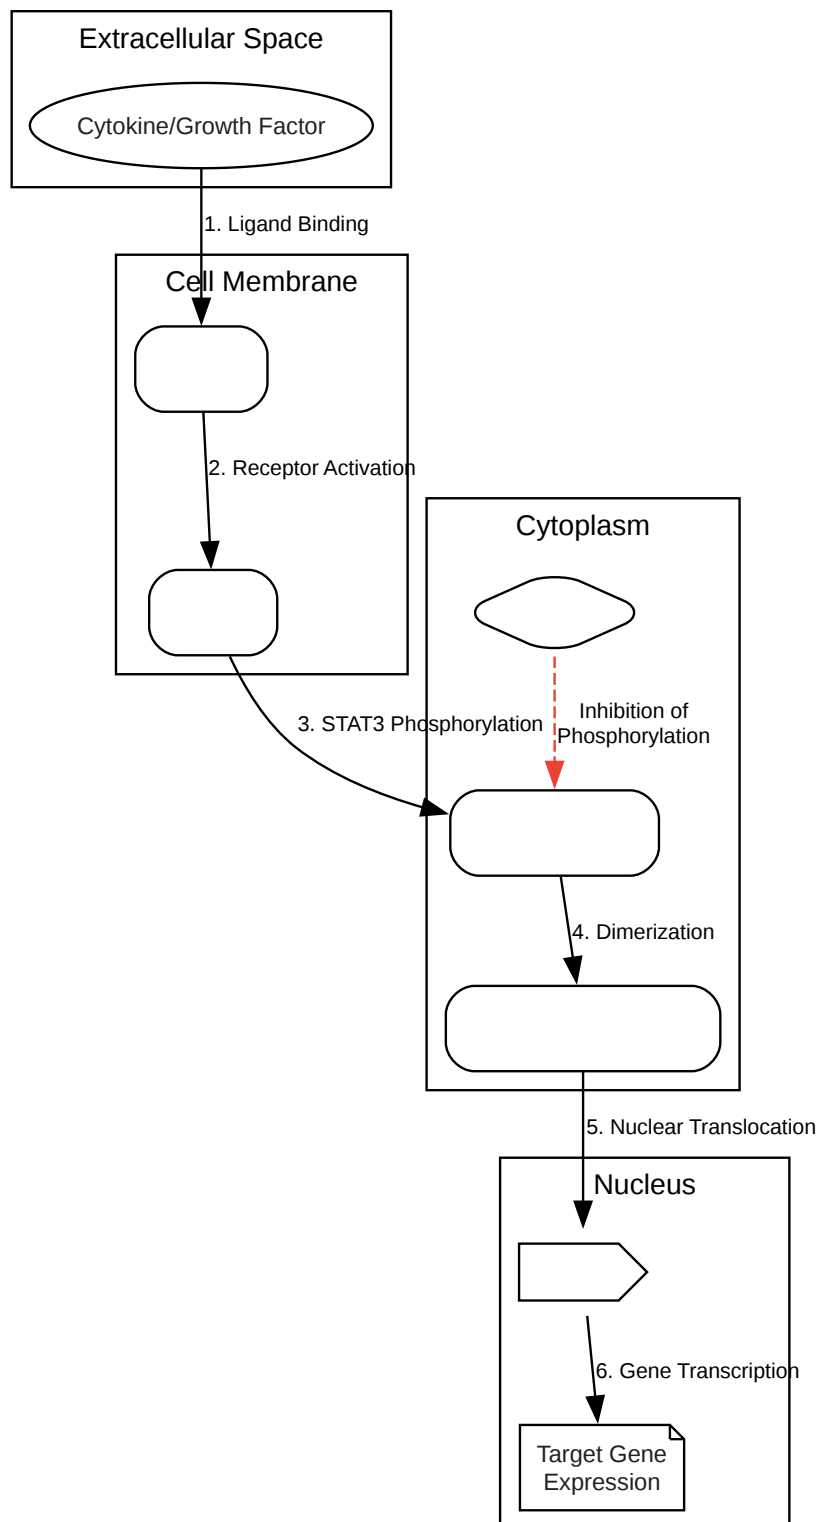 Extracellular Space
Cytokine/Growth Factor
1. Ligand Binding
Cell Membrane
2. Receptor Activation
Cytoplasm
3. STAT3 Phosphorylation
Inhibition of
Phosphorylation
4. Dimerization
5. Nuclear Translocation
Nucleus
6. Gene Transcription
Target Gene
Expression